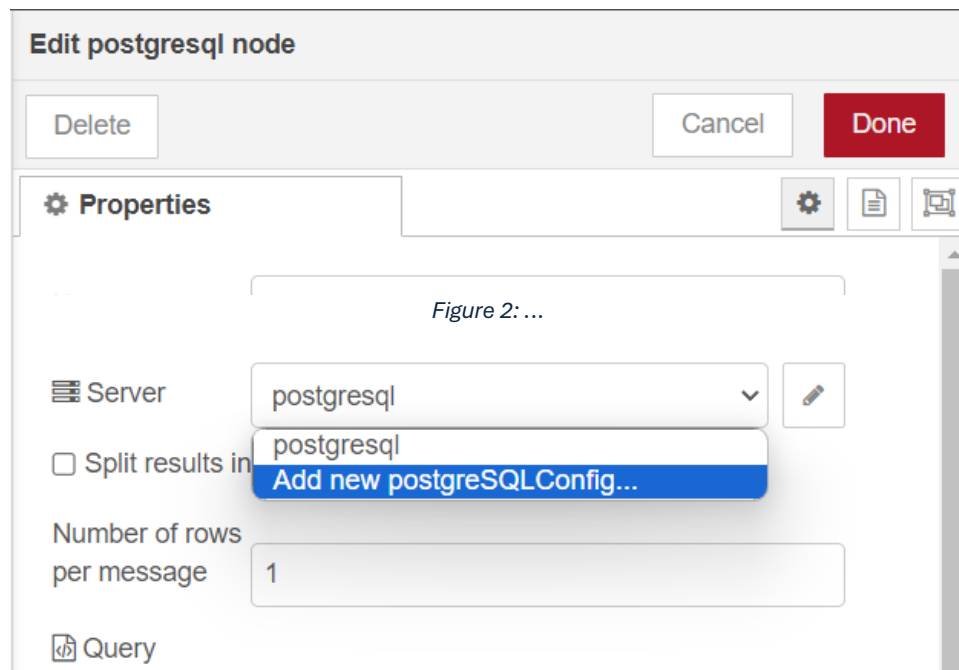 Edit postgresql node
Delete
Cancel
Done
Properties
Figure 2: ...
Server
postgresql
postgresql
Split results in
Add new postgreSQLConfig...
Number of rows
per message
1
Query